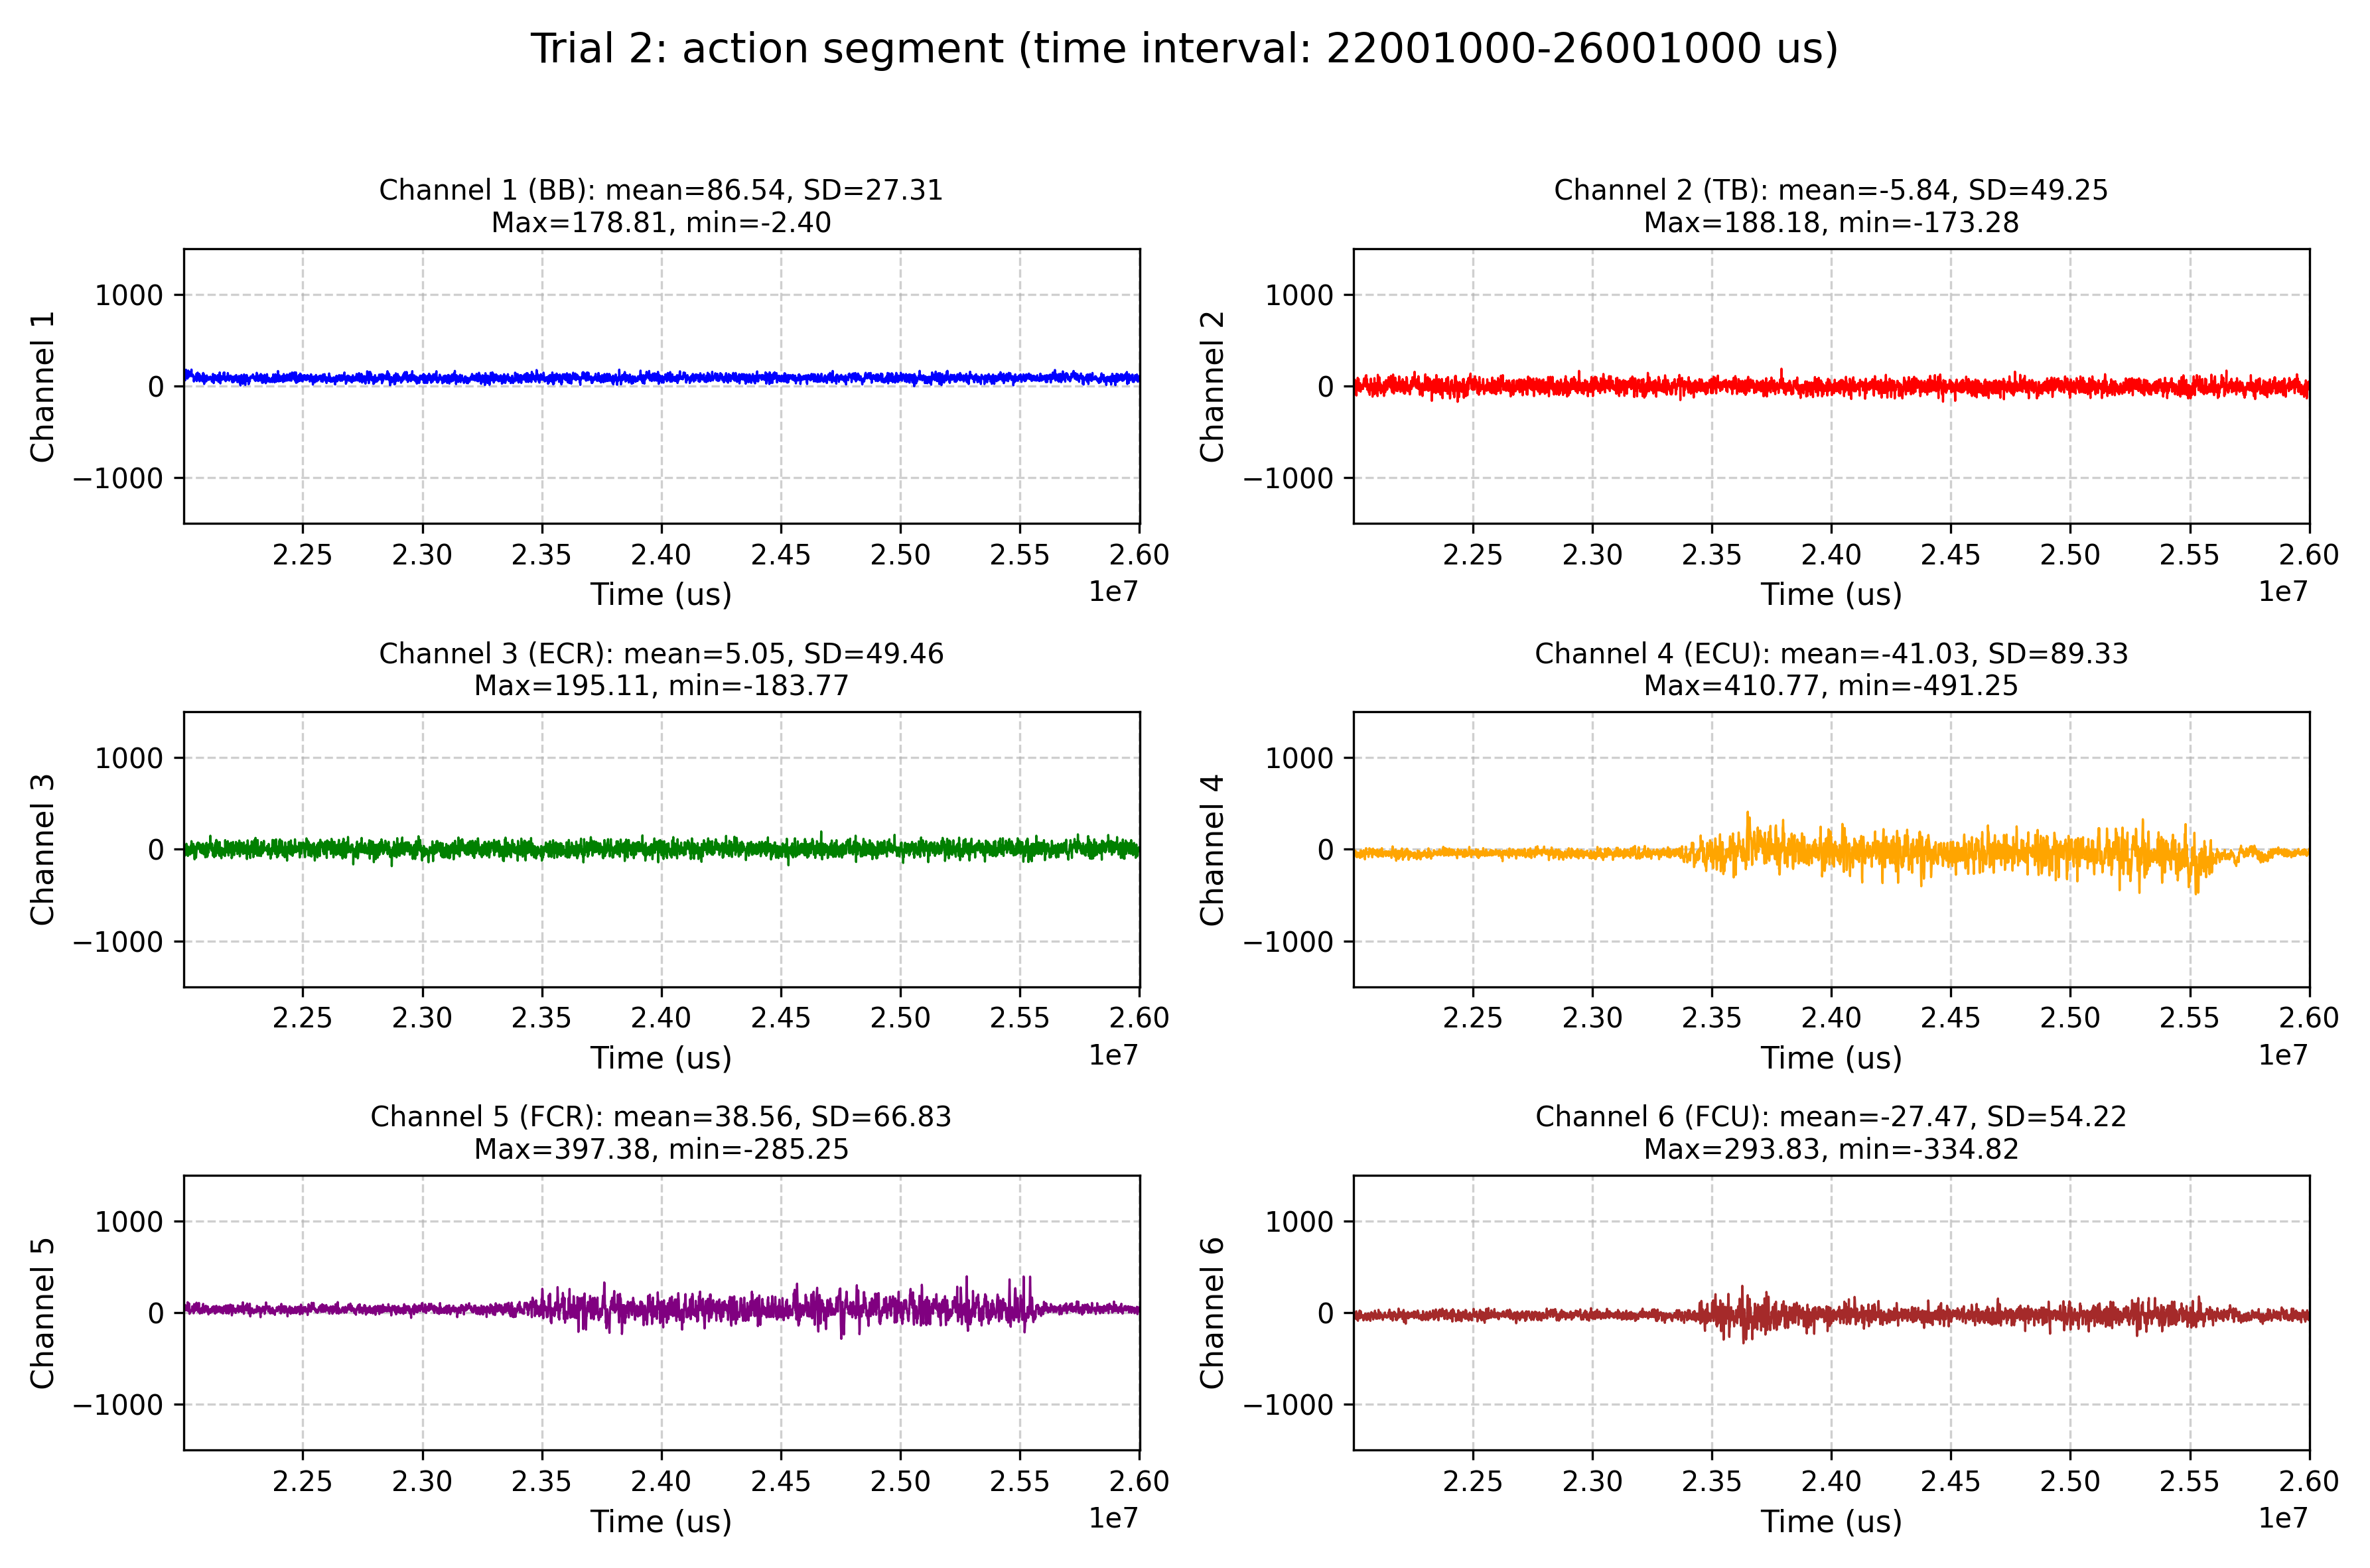 Trial 2: action segment (time interval: 22001000-26001000 us)
Channel 1 (BB): mean=86.54, SD=27.31
Max=178.81, min=-2.40
Channel 1
1000
0
−1000
2.25 2.30 2.35 2.40 2.45 2.50 2.55 2.60
Time (us)
1e7
Channel 2 (TB): mean=-5.84, SD=49.25
Max=188.18, min=-173.28
Channel 2
1000
0
−1000
2.25 2.30 2.35 2.40 2.45 2.50 2.55 2.60
Time (us)
1e7
Channel 3 (ECR): mean=5.05, SD=49.46
Max=195.11, min=-183.77
Channel 3
1000
0
−1000
2.25 2.30 2.35 2.40 2.45 2.50 2.55 2.60
Time (us)
1e7
Channel 4 (ECU): mean=-41.03, SD=89.33
Max=410.77, min=-491.25
Channel 4
1000
0
−1000
2.25 2.30 2.35 2.40 2.45 2.50 2.55 2.60
Time (us)
1e7
Channel 5 (FCR): mean=38.56, SD=66.83
Max=397.38, min=-285.25
Channel 5
1000
0
−1000
2.25 2.30 2.35 2.40 2.45 2.50 2.55 2.60
Time (us)
1e7
Channel 6 (FCU): mean=-27.47, SD=54.22
Max=293.83, min=-334.82
Channel 6
1000
0
−1000
2.25 2.30 2.35 2.40 2.45 2.50 2.55 2.60
Time (us)
1e7